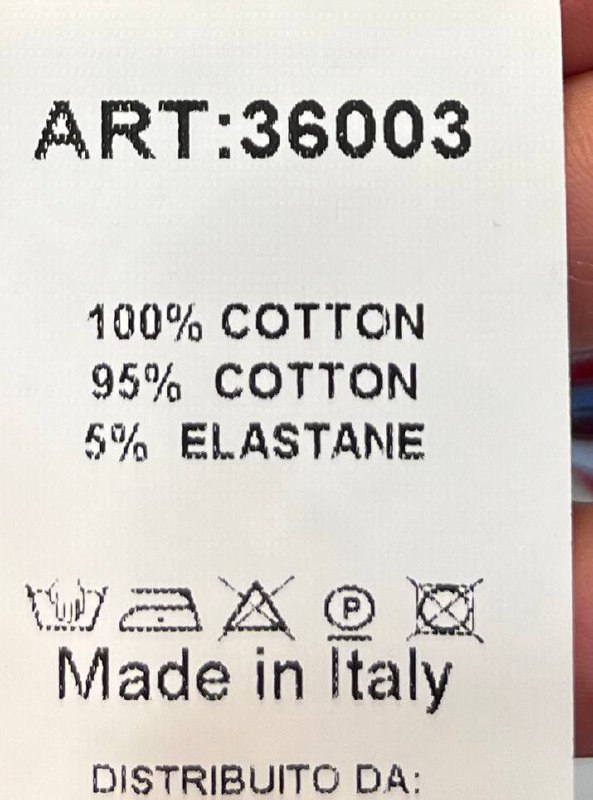 ART:36003
100% COTTON
95% COTTON
5% ELASTANE
P
Made in Italy
DISTRIBUITO DA: